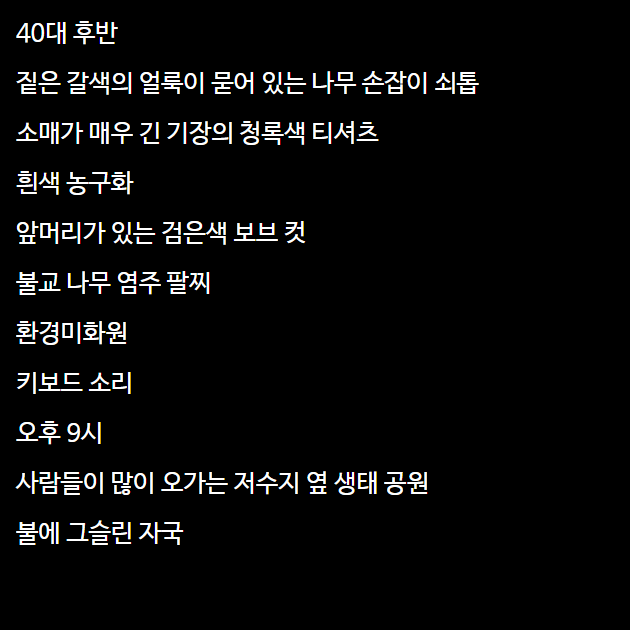 40대 후반
짙은 갈색의 얼룩이 묻어 있는 나무 손잡이 쇠톱
소매가 매우 긴 기장의 청록색 티셔츠
흰색 농구화
앞머리가 있는 검은색 보브 컷
불교 나무 염주 팔찌
환경미화원
키보드 소리
오후 9시
사람들이 많이 오가는 저수지 옆 생태 공원
불에 그슬린 자국